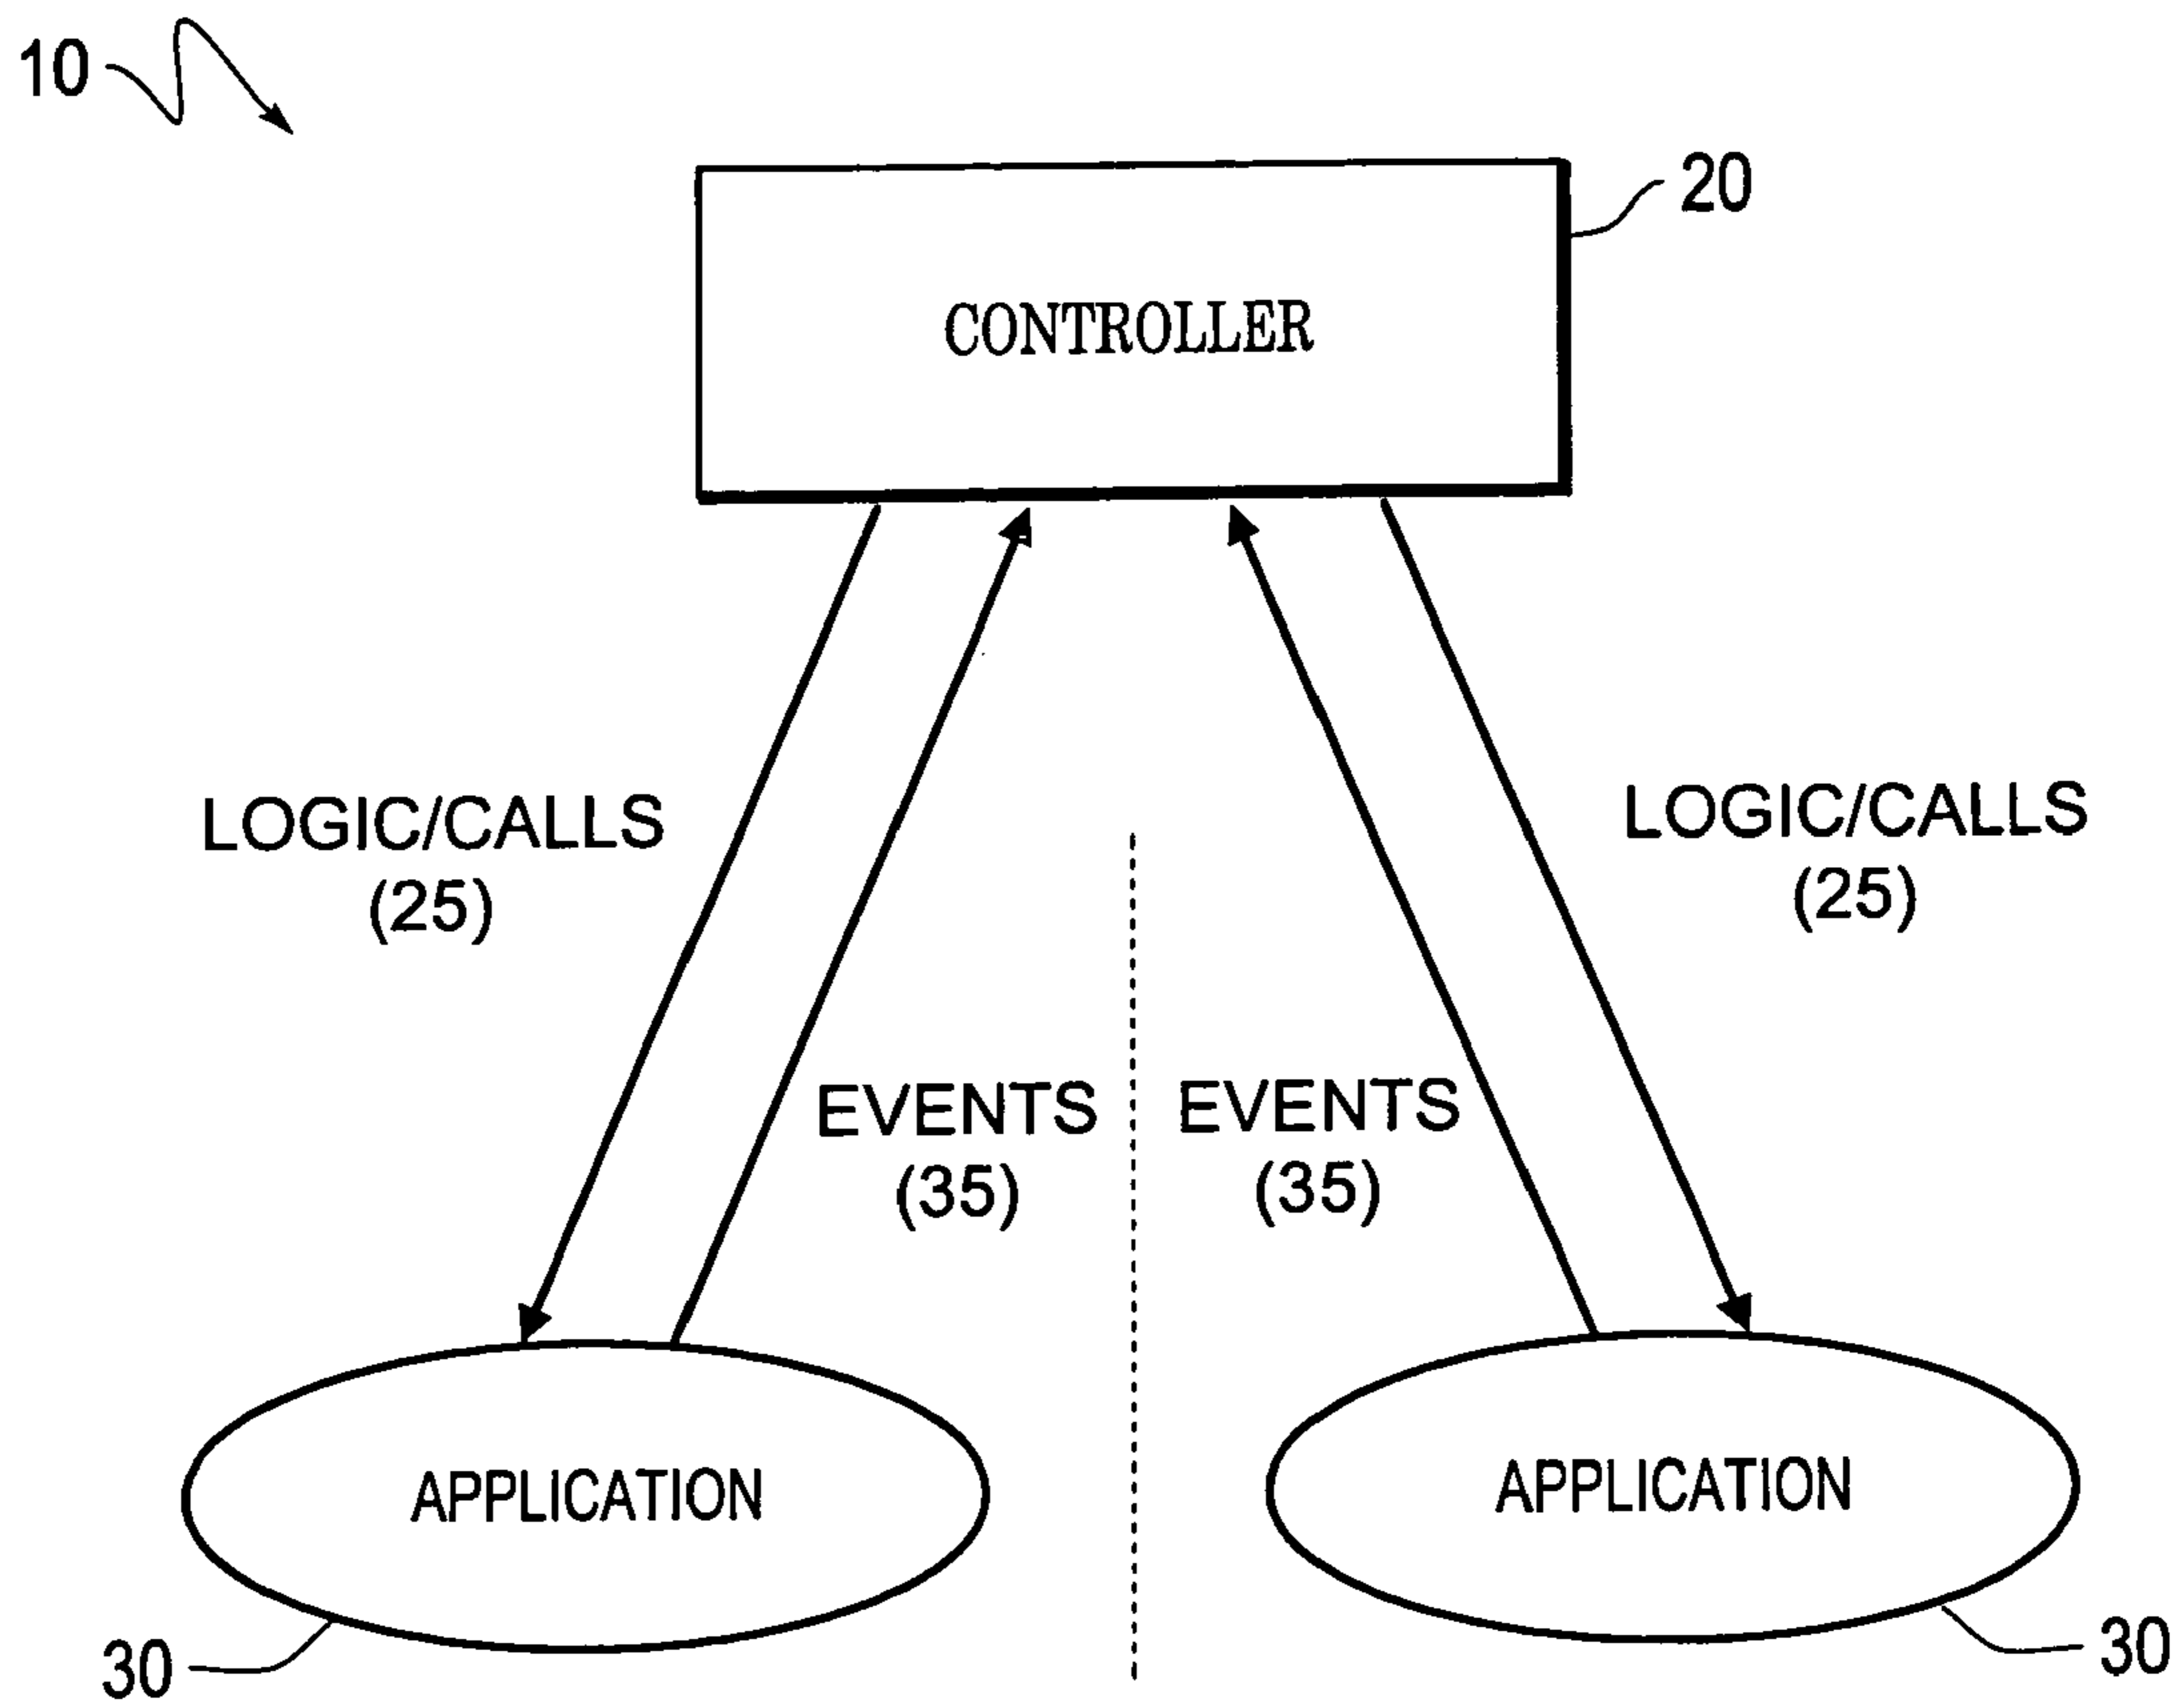 10
20
CONTROLLER
LOGIC/CALLS
(25)
LOGIC/CALLS
(25)
EVENTS
(35)
EVENTS
(35)
APPLICATION
APPLICATION
30
30